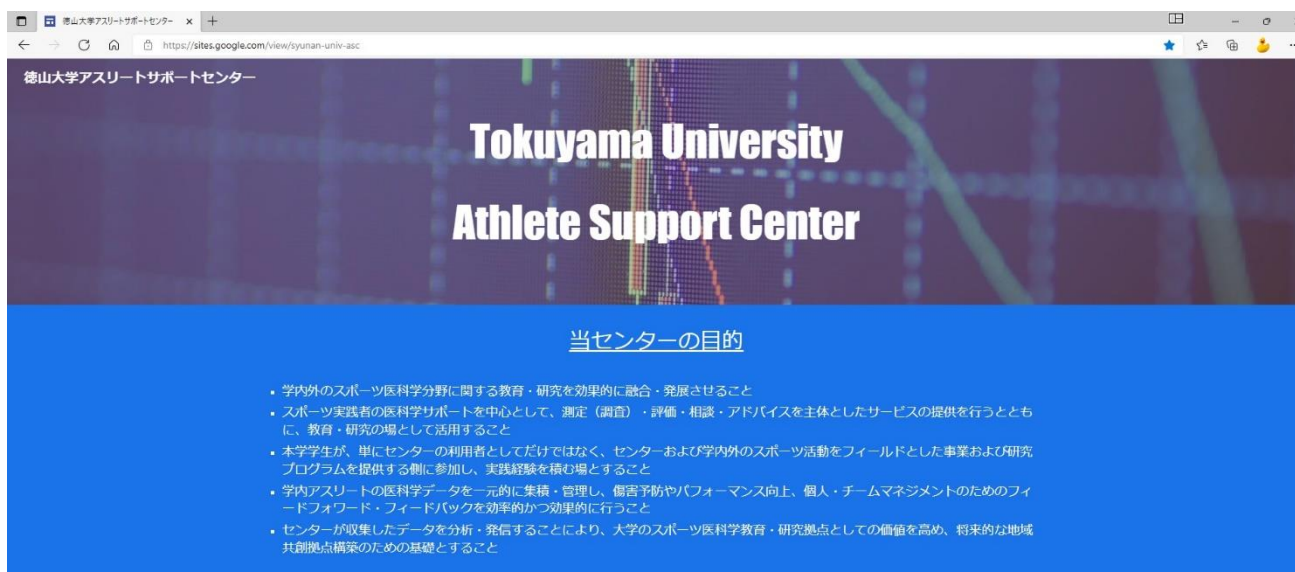 徳山大学アスリートサポートセンター
https://sites.google.com/view/syunan-univ-asc
徳山大学アスリートサポートセンター
Tokuyama University
Athlete Support Center
当センターの目的
• 学内外のスポーツ医科学分野に関する教育・研究を効果的に融合・発展させること
• スポーツ実践者の医科学サポートを中心として、測定（調査）・評価・相談・アドバイスを主体としたサービスの提供を行うととも
に、教育・研究の場として活用すること
• 本学学生が、単にセンターの利用者としてだけではなく、センターおよび学内外のスポーツ活動をフィールドとした事業および研究
プログラムを提供する側に参加し、実践経験を積む場とすること
• 学内アスリートの医科学データを一元的に集積・管理し、傷害予防やパフォーマンス向上、個人・チームマネジメントのためのフィ
ードフォワード・フィードバックを効率的かつ効果的に行うこと
• センターが収集したデータを分析・発信することにより、大学のスポーツ医科学教育・研究拠点としての価値を高め、将来的な地域
共創拠点構築のための基礎とすること